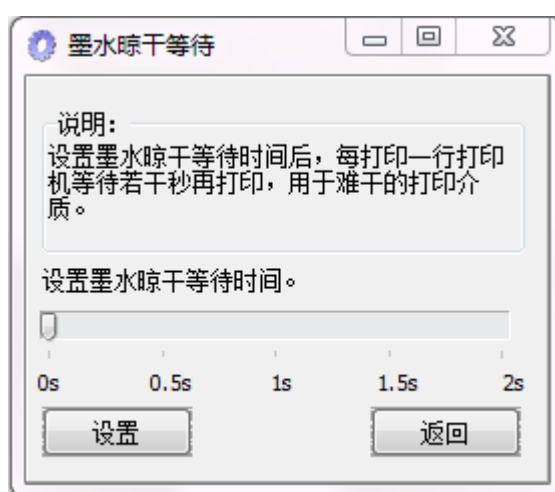 墨水晾干等待
说明:
设置墨水晾干等待时间后，每打印一行打印
机等待若干秒再打印，用于难干的打印介
质。
设置墨水晾干等待时间。
0s 0.5s 1s 1.5s 2s
设置 返回